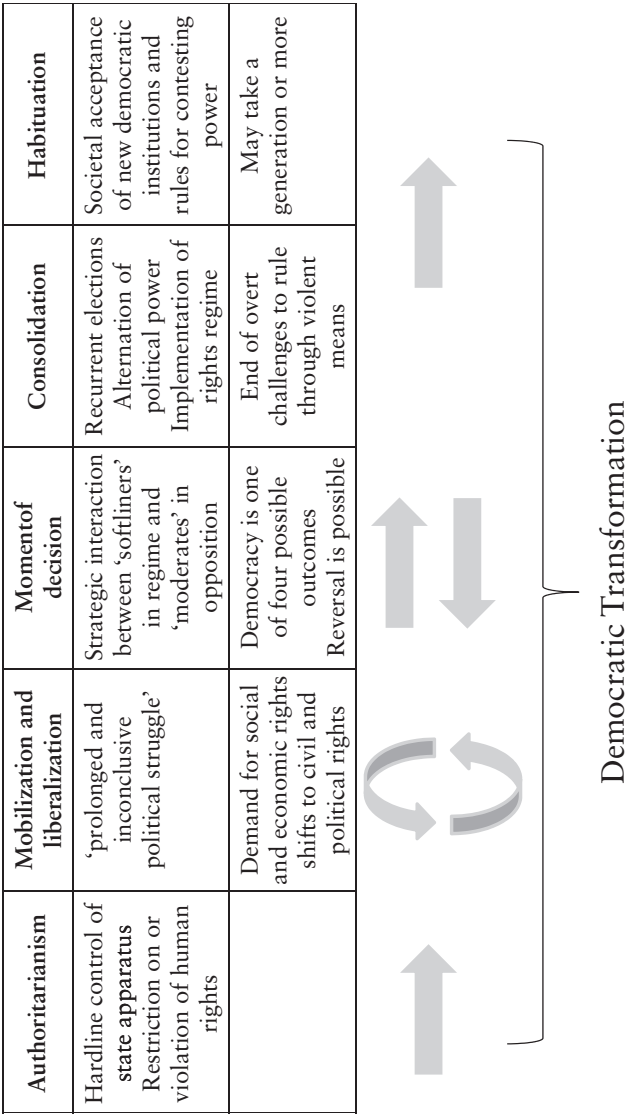 Authoritarianism
Hardline control of
state apparatus
Restriction on or
violation of human
rights
Mobilization and
liberalization
‘prolonged and
inconclusive
political struggle’
Demand for social
and economic rights
shifts to civil and
political rights
Momentof
decision
Strategic interaction
between ‘softliners’
in regime and
‘moderates’ in
opposition
Democracy is one
of four possible
outcomes
Reversal is possible
Consolidation
Recurrent elections
Alternation of
political power
Implementation of
rights regime
End of overt
challenges to rule
through violent
means
Habituation
Societal acceptance
of new democratic
institutions and
rules for contesting
power
May take a
generation or more
Democratic Transformation